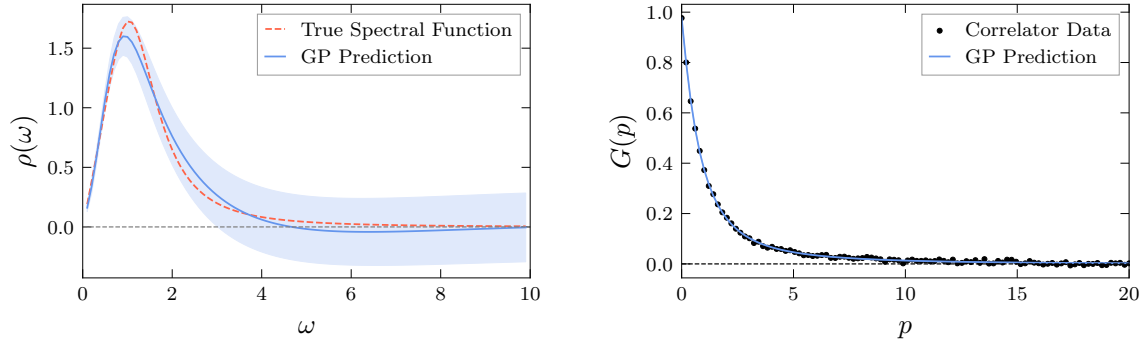 True Spectral Function
GP Prediction
ρ(ω)
1.5
1.0
0.5
0.0
0 2 4 6 8 10
ω
Correlator Data
GP Prediction
G(p)
1.0
0.8
0.6
0.4
0.2
0.0
0 5 10 15 20
p